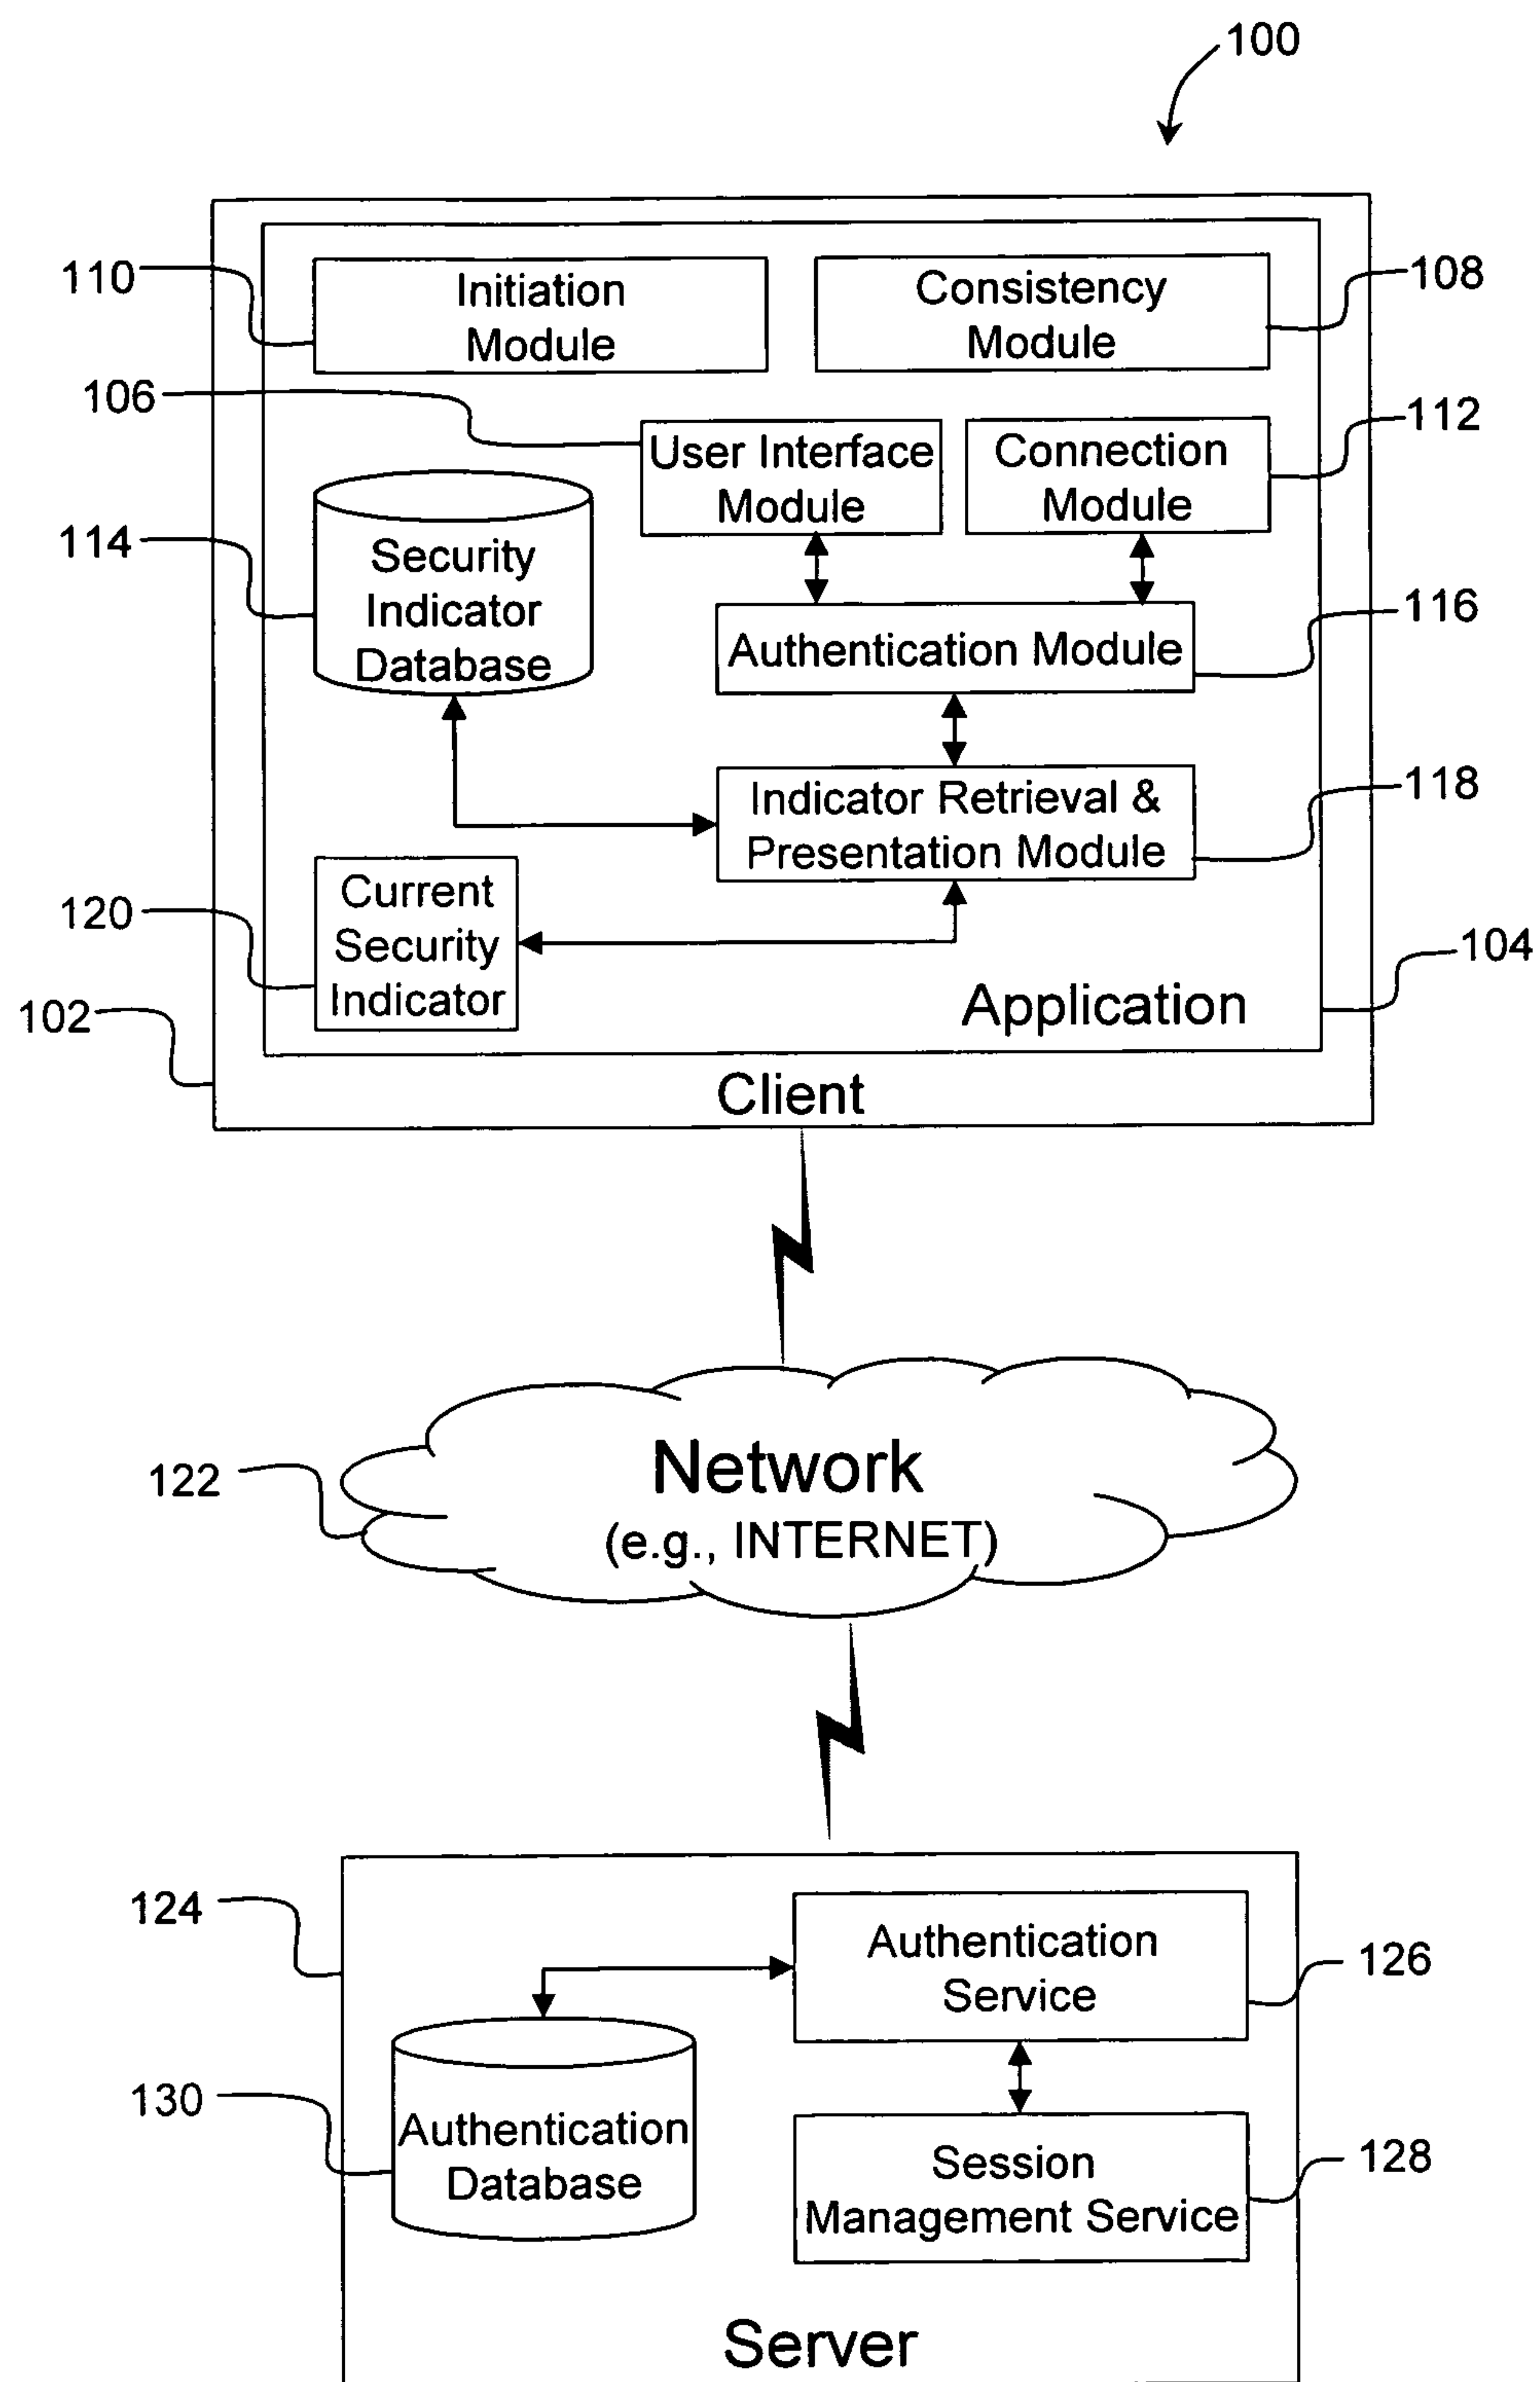 100
110
Initiation
Module
Consistency
Module
108
106
User Interface
Module
Connection
Module
112
114
Security
Indicator
Database
Authentication Module
116
Indicator Retrieval &
Presentation Module
118
120
Current
Security
Indicator
Application
104
102
Client
122
Network
(e.g., INTERNET)
124
Authentication
Service
126
130
Authentication
Database
Session
Management Service
128
Server